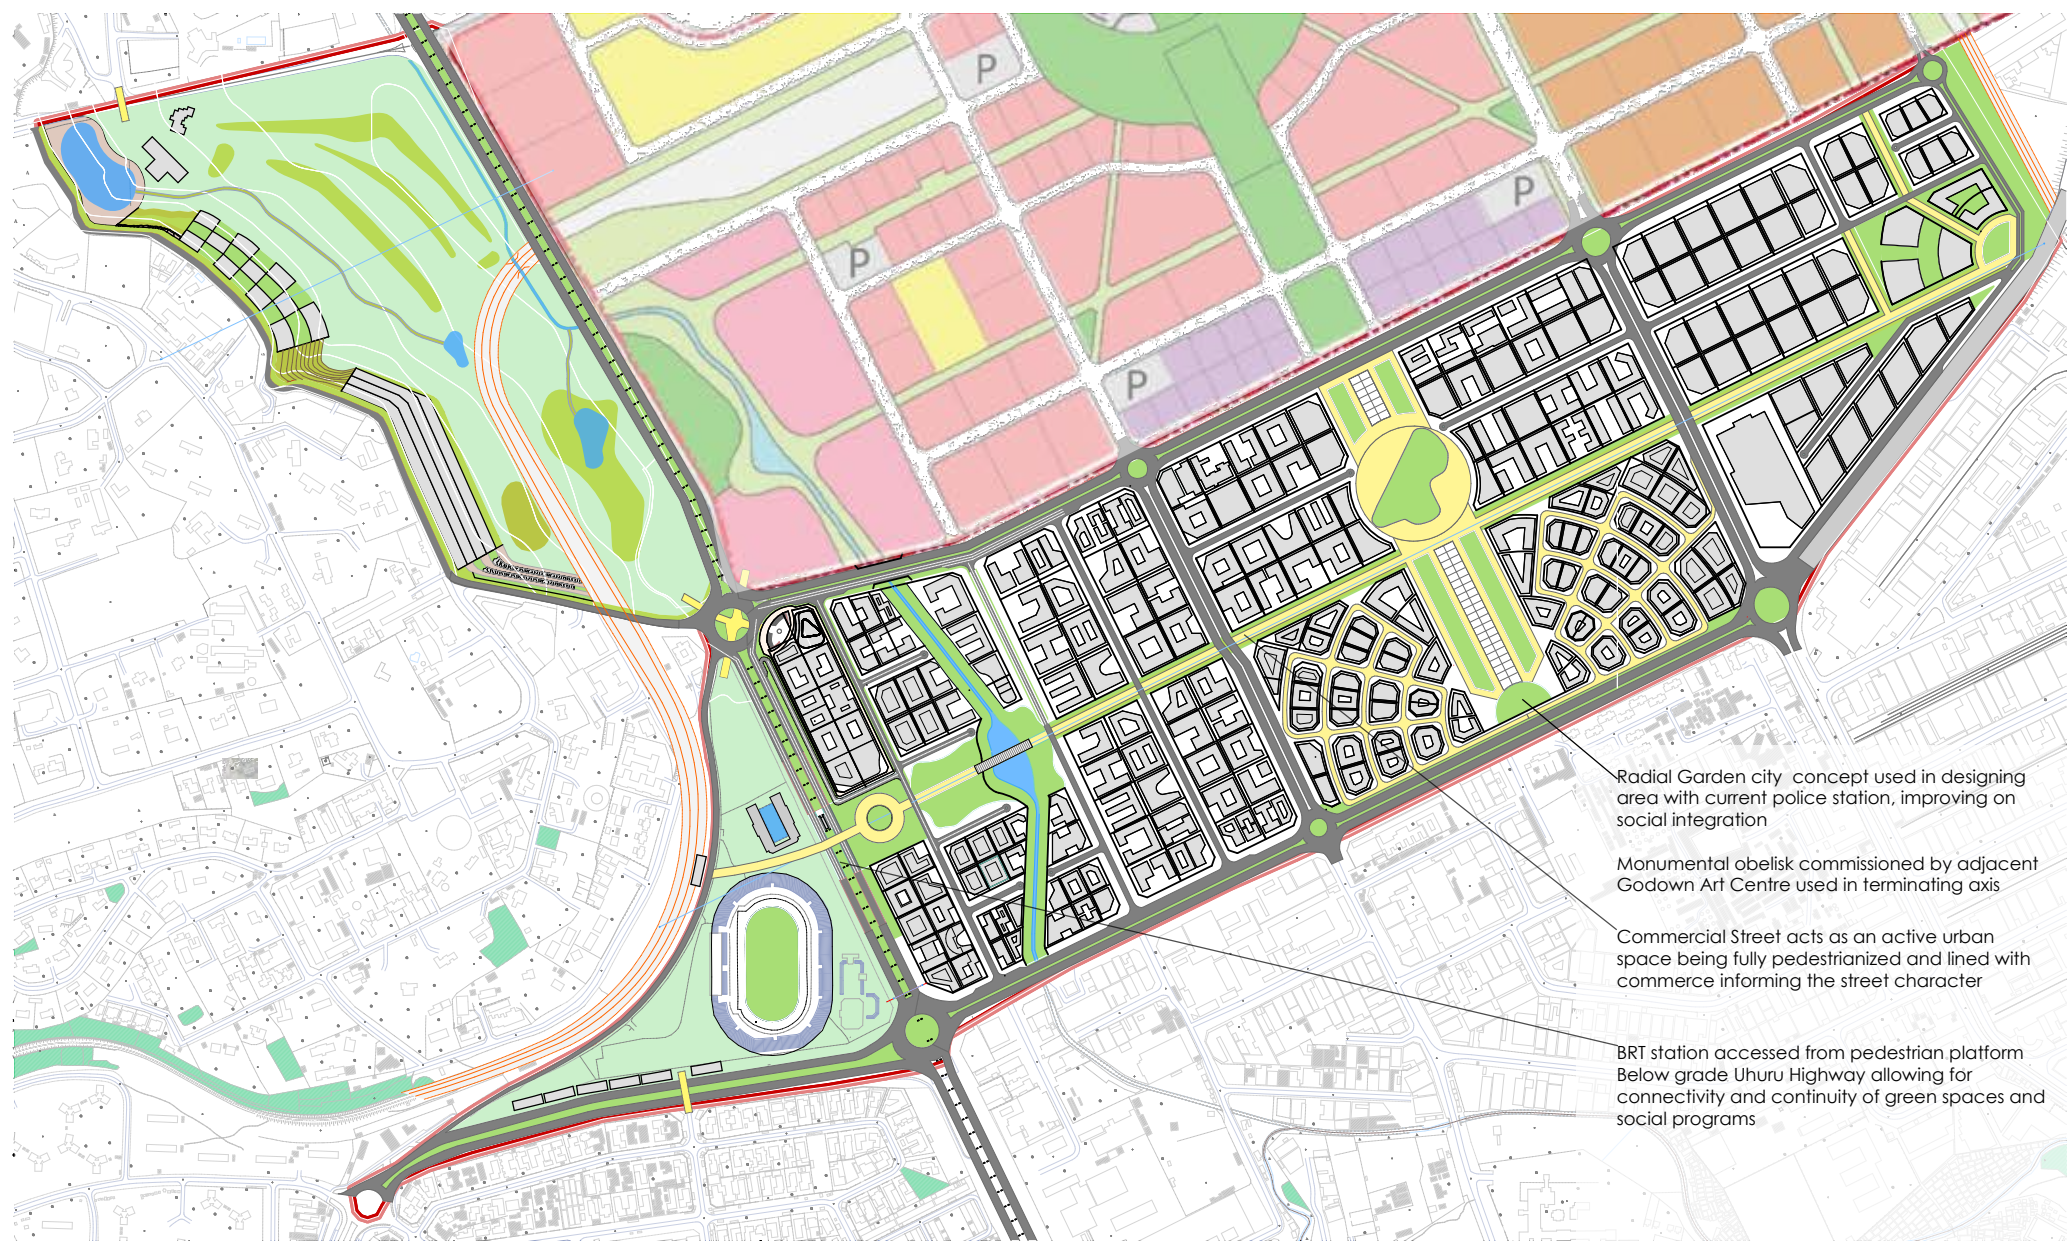 P
P
P
P
Radial Garden city concept used in designing
area with current police station, improving on
social integration
Monumental obelisk commissioned by adjacent
Godown Art Centre used in terminating axis
Commercial Street acts as an active urban
space being fully pedestrianized and lined with
commerce informing the street character
BRT station accessed from pedestrian platform
Below grade Uhuru Highway allowing for
connectivity and continuity of green spaces and
social programs